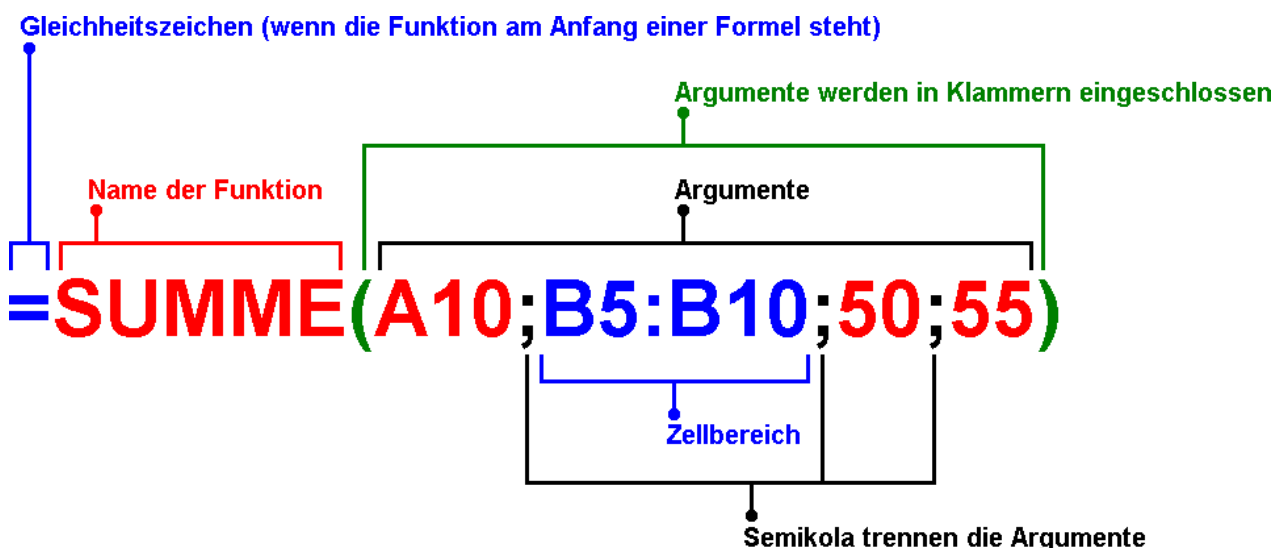 Gleichheitszeichen (wenn die Funktion am Anfang einer Formel steht)
Argumente werden in Klammern eingeschlossen
Name der Funktion
Argumente
=SUMME(A10;B5:B10;50;55)
Zellbereich
Semikola trennen die Argumente